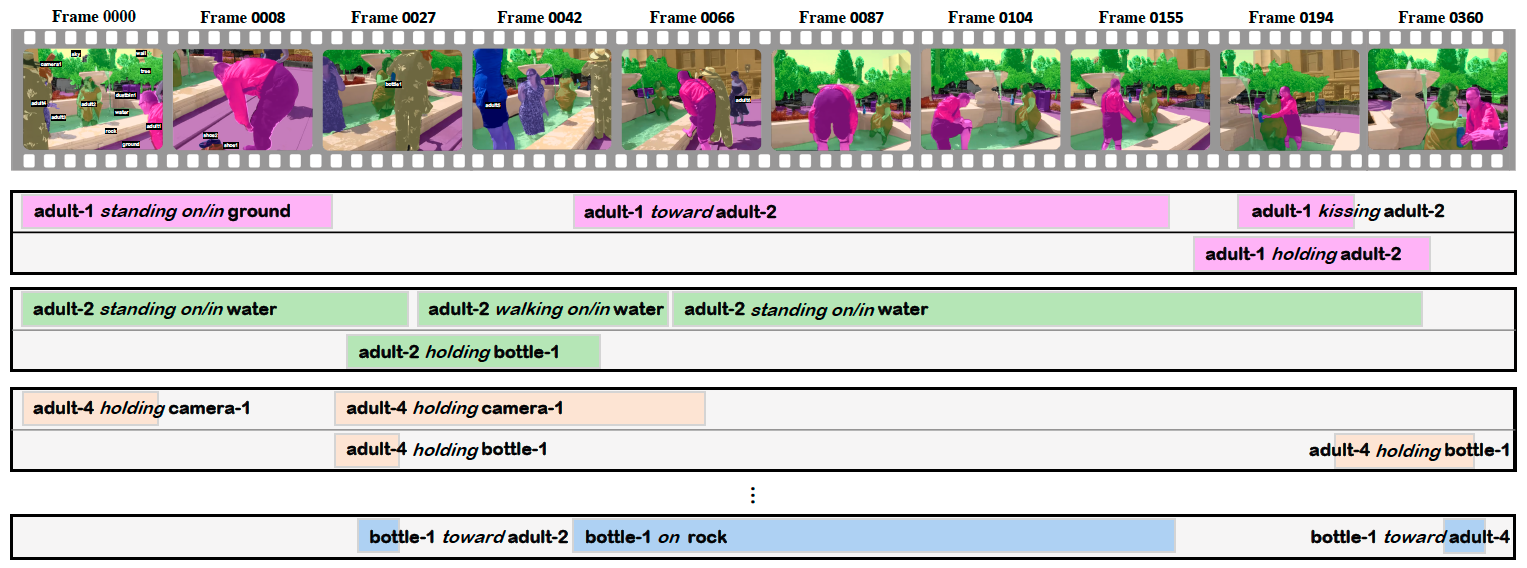 Frame 0000 Frame 0008 Frame 0027 Frame 0042 Frame 0066 Frame 0087 Frame 0104 Frame 0155 Frame 0194 Frame 0360
sky wall
camera1
tree
dustbin1
adult4 adult2
water
adult3
adult1
rock
ground
shoe2
shoe1
bottle1
adult5
adult-1 standing on/in ground adult-1 toward adult-2 adult-1 kissing adult-2
adult-1 holding adult-2
adult-2 standing on/in water adult-2 walking on/in water adult-2 standing on/in water
adult-2 holding bottle-1
adult-4 holding camera-1 adult-4 holding camera-1
adult-4 holding bottle-1 adult-4 holding bottle-1
⋮
bottle-1 toward adult-2 bottle-1 on rock bottle-1 toward adult-4